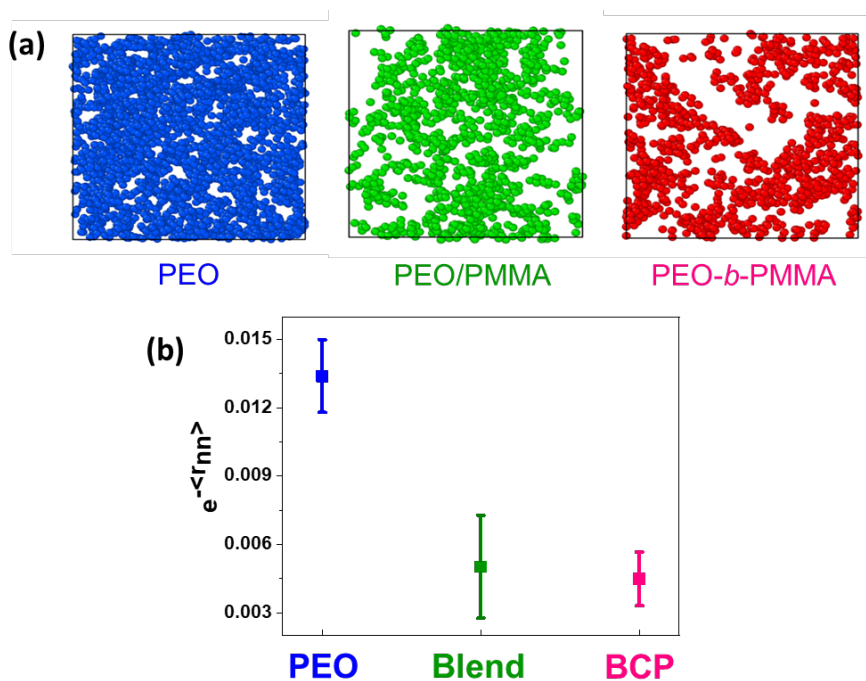 (a)
PEO PEO/PMMA PEO-b-PMMA
(b)
0.015
0.012
0.009
0.006
0.003
e-<rnn>
PEO Blend BCP